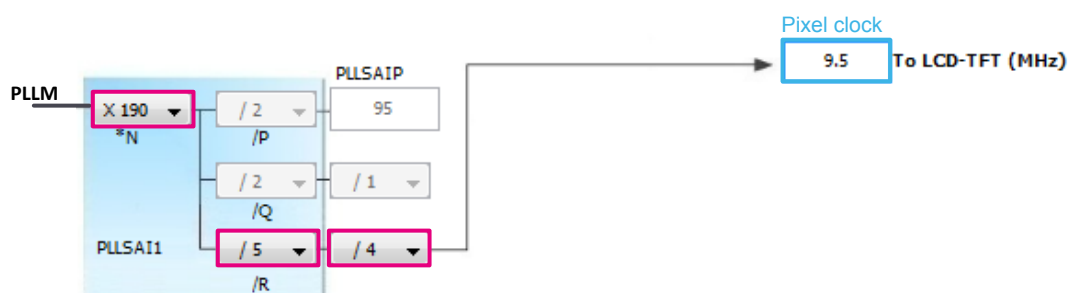 Pixel clock
9.5 To LCD-TFT (MHz)
PLLSAIP
PLLM
X 190 / 2 95
*N /P
/ 2 / 1
/Q
PLLSAI1 / 5 / 4
/R